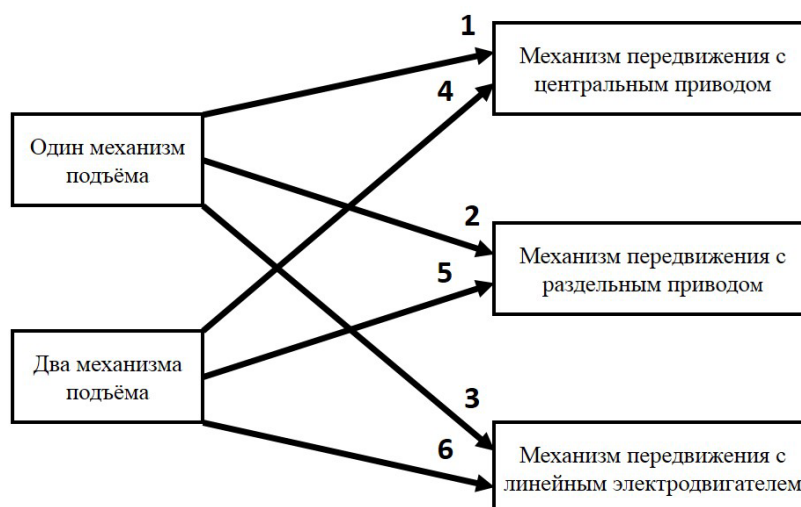 1
Механизм передвижения с
центральным приводом
4
Один механизм
подъёма
2
Механизм передвижения с
раздельным приводом
5
Два механизма
подъёма
3
Механизм передвижения с
линейным электродвигателем
6